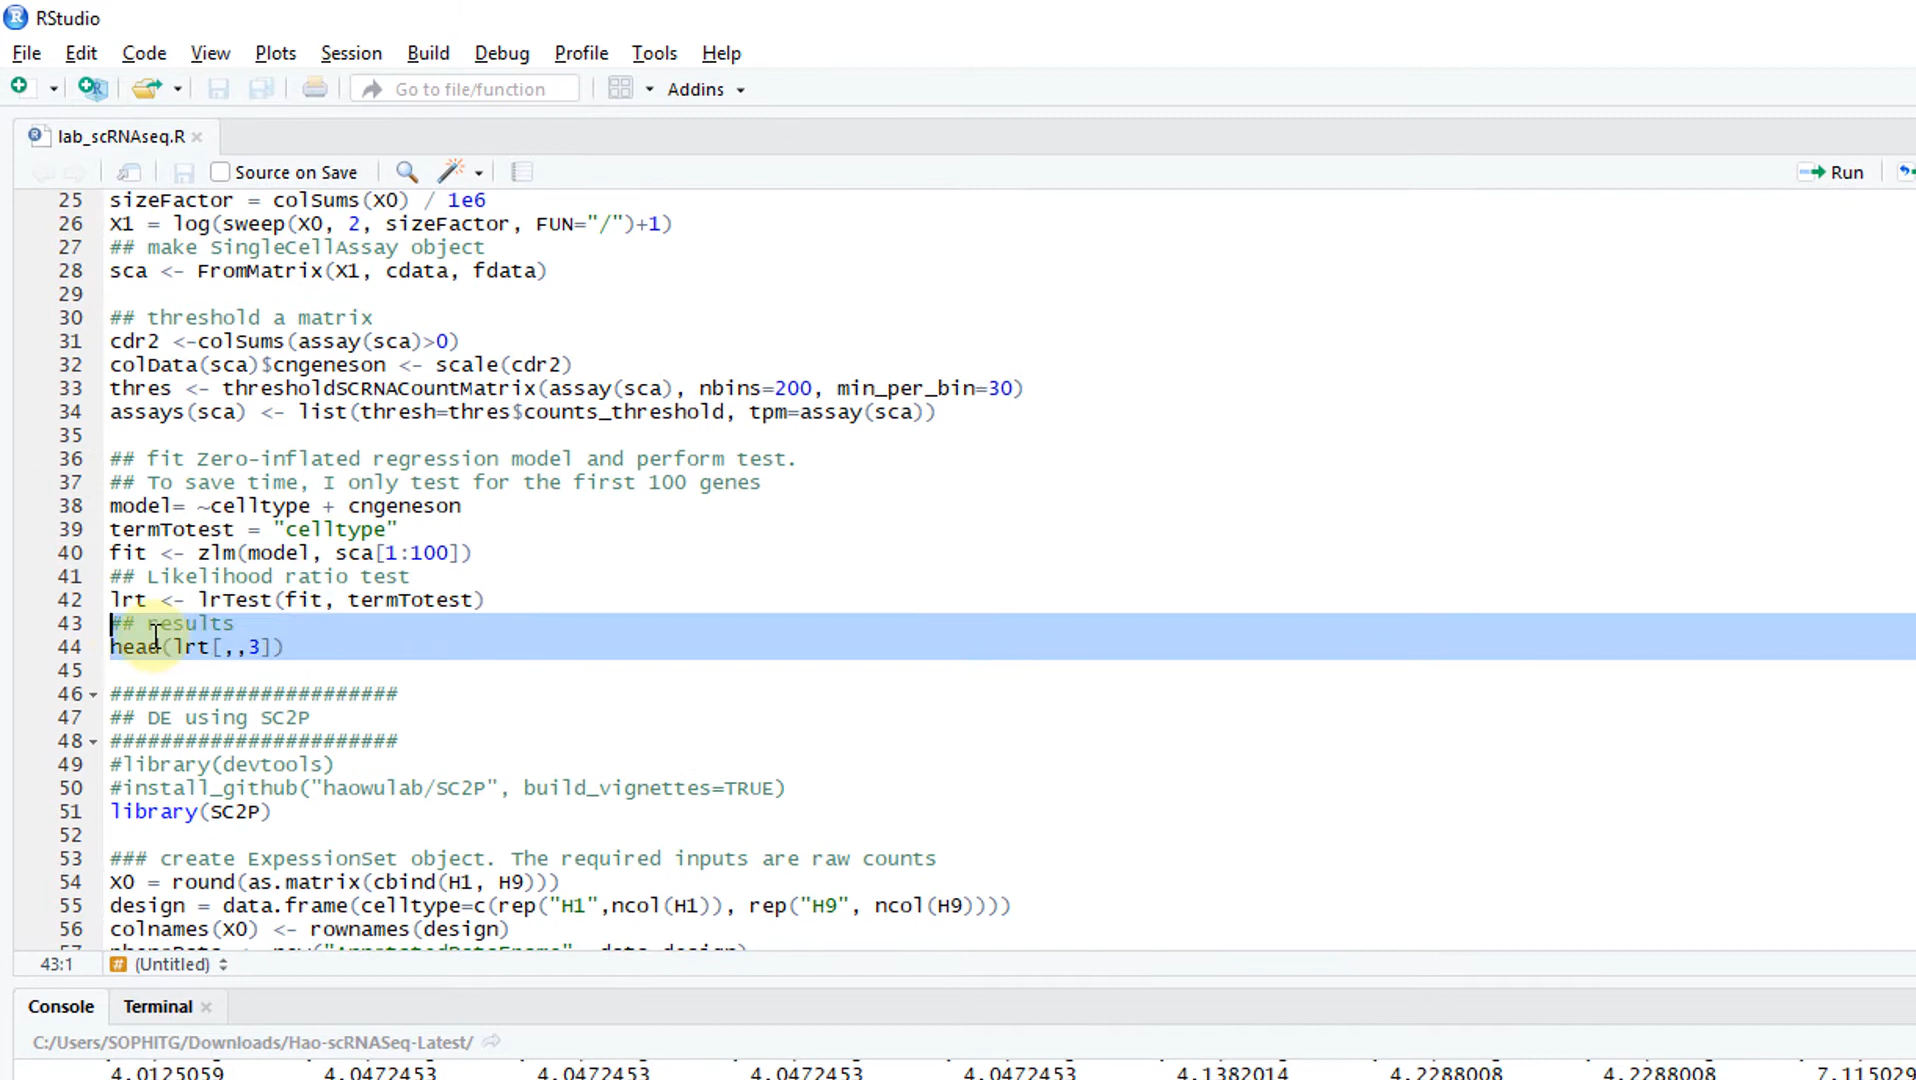 RStudio
File Edit Code View Plots Session Build Debug Profile Tools Help
Go to file/function Addins
lab_scRNAseq.R
Source on Save Run
25 sizeFactor = colSums(X0) / 1e6
26 X1 = log(sweep(X0, 2, sizeFactor, FUN="/")+1)
27 ## make SingleCellAssay object
28 sca <- FromMatrix(X1, cdata, fdata)
29
30 ## threshold a matrix
31 cdr2 <-colSums(assay(sca)>0)
32 colData(sca)$cngeneson <- scale(cdr2)
33 thres <- thresholdSCRNACountMatrix(assay(sca), nbins=200, min_per_bin=30)
34 assays(sca) <- list(thresh=thres$counts_threshold, tpm=assay(sca))
35
36 ## fit Zero-inflated regression model and perform test.
37 ## To save time, I only test for the first 100 genes
38 model= ~celltype + cngeneson
39 termTotest = "celltype"
40 fit <- zlm(model, sca[1:100])
41 ## Likelihood ratio test
42 lrt <- lrTest(fit, termTotest)
43 ## results
44 head(lrt[,,3])
45
46 #######################
47 ## DE using SC2P
48 #######################
49 #library(devtools)
50 #install_github("haowulab/SC2P", build_vignettes=TRUE)
51 library(SC2P)
52
53 ### create ExpessionSet object. The required inputs are raw counts
54 X0 = round(as.matrix(cbind(H1, H9)))
55 design = data.frame(celltype=c(rep("H1",ncol(H1)), rep("H9", ncol(H9))))
56 colnames(X0) <- rownames(design)
43:1 (Untitled)
Console Terminal
C:/Users/SOPHITG/Downloads/Hao-scRNASeq-Latest/
4.0125059 4.0472453 4.0472453 4.0472453 4.0472453 4.1382014 4.2288008 4.2288008 7.115029